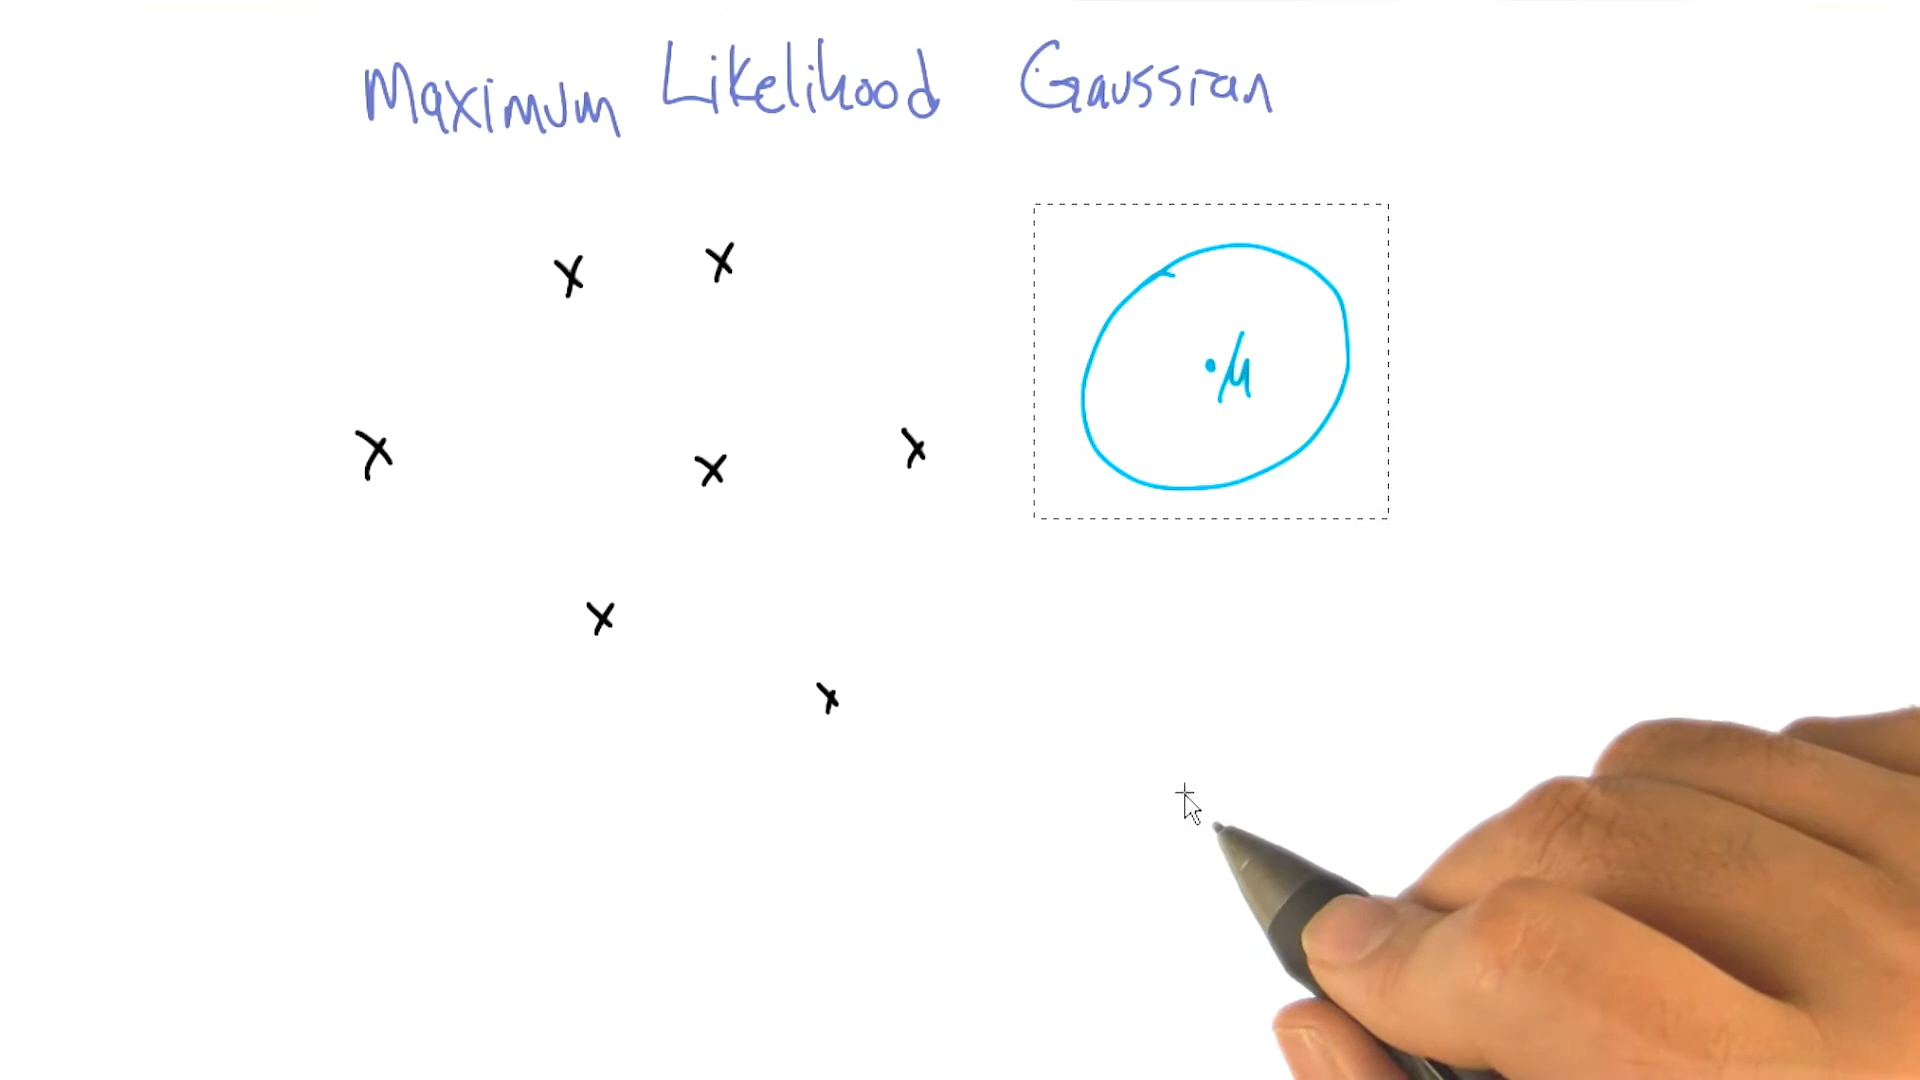 Maximum Likelihood Gaussian
x x
x x x
μ
x
x